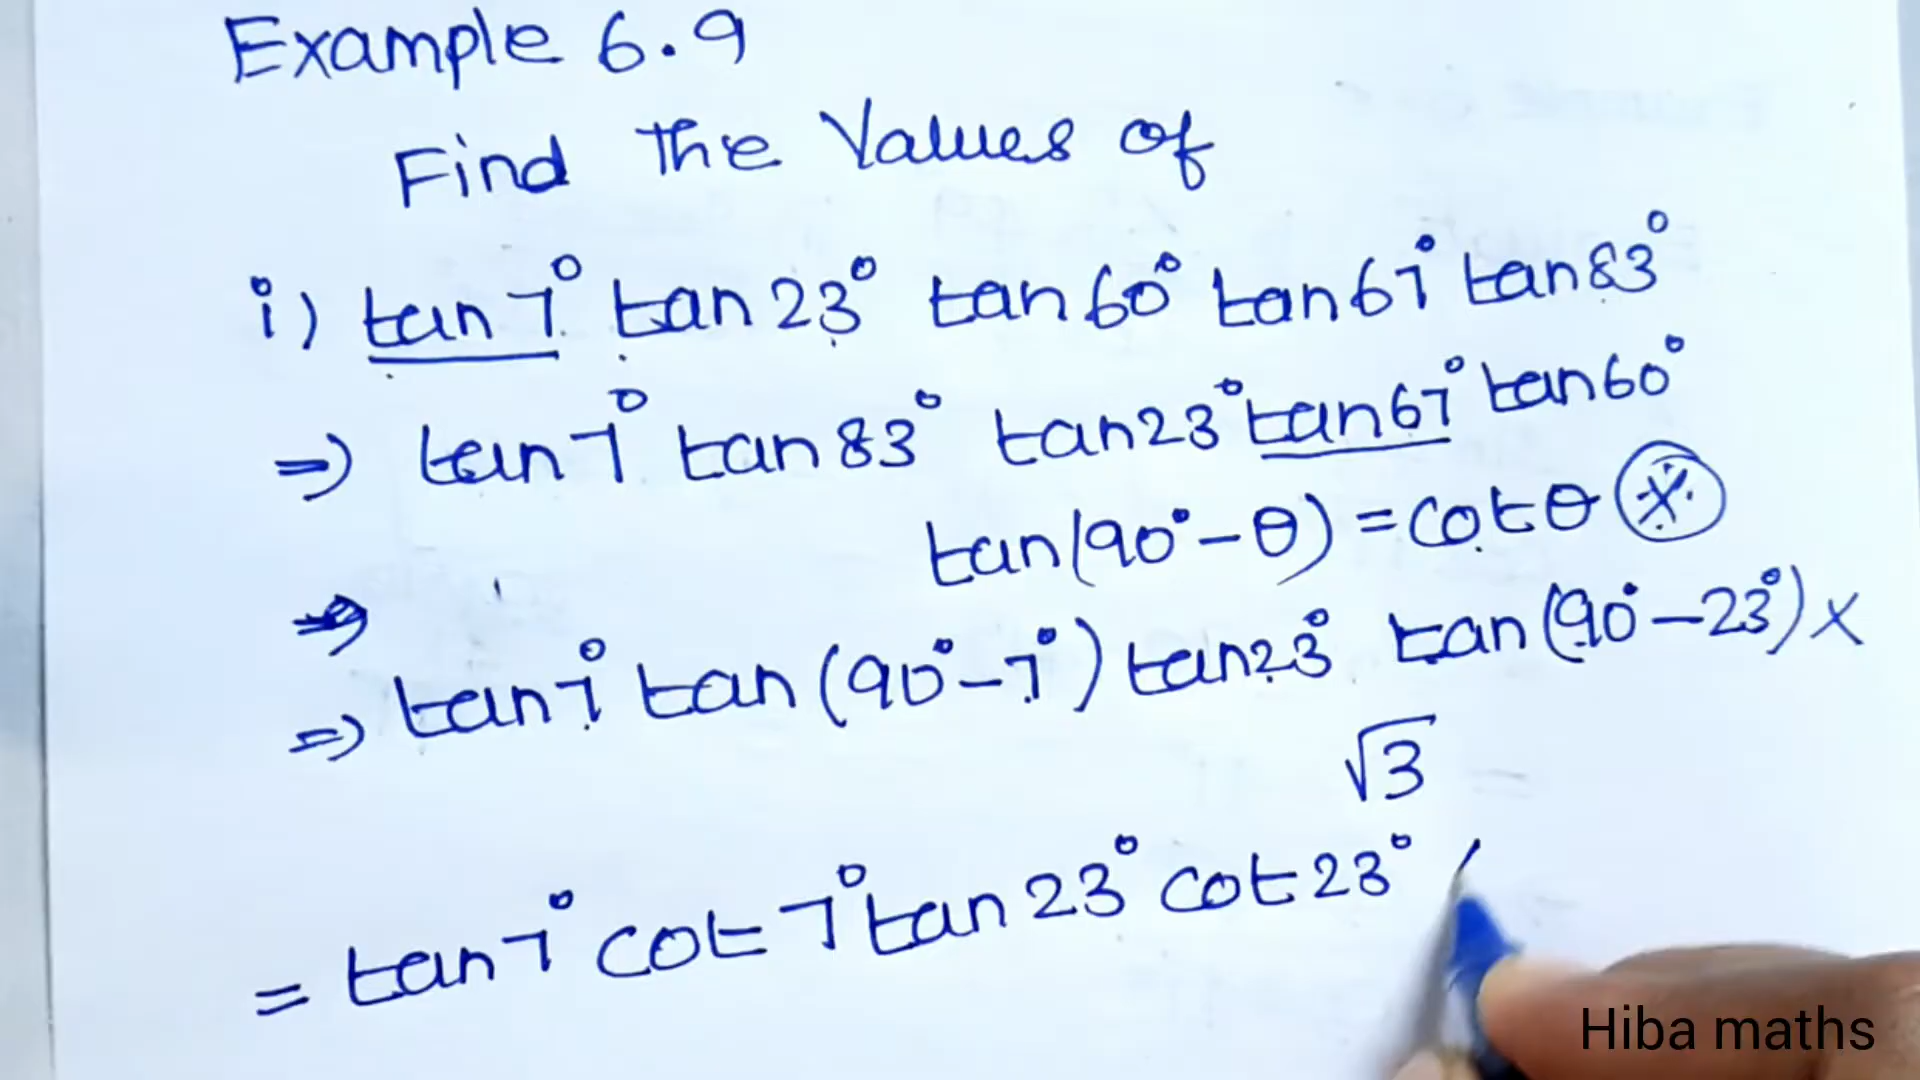 Example 6.9
Find the Values of
i) tan 7° tan 23° tan 60° tan 67° tan 83°
⇒ tan 7° tan 83° tan 23° tan 67° tan 60°
tan(90° - θ) = cot θ
⇒
⇒ tan 7° tan (90° - 7°) tan 23° tan (90° - 23°) ×
√3
= tan 7° cot 7° tan 23° cot 23°
Hiba maths